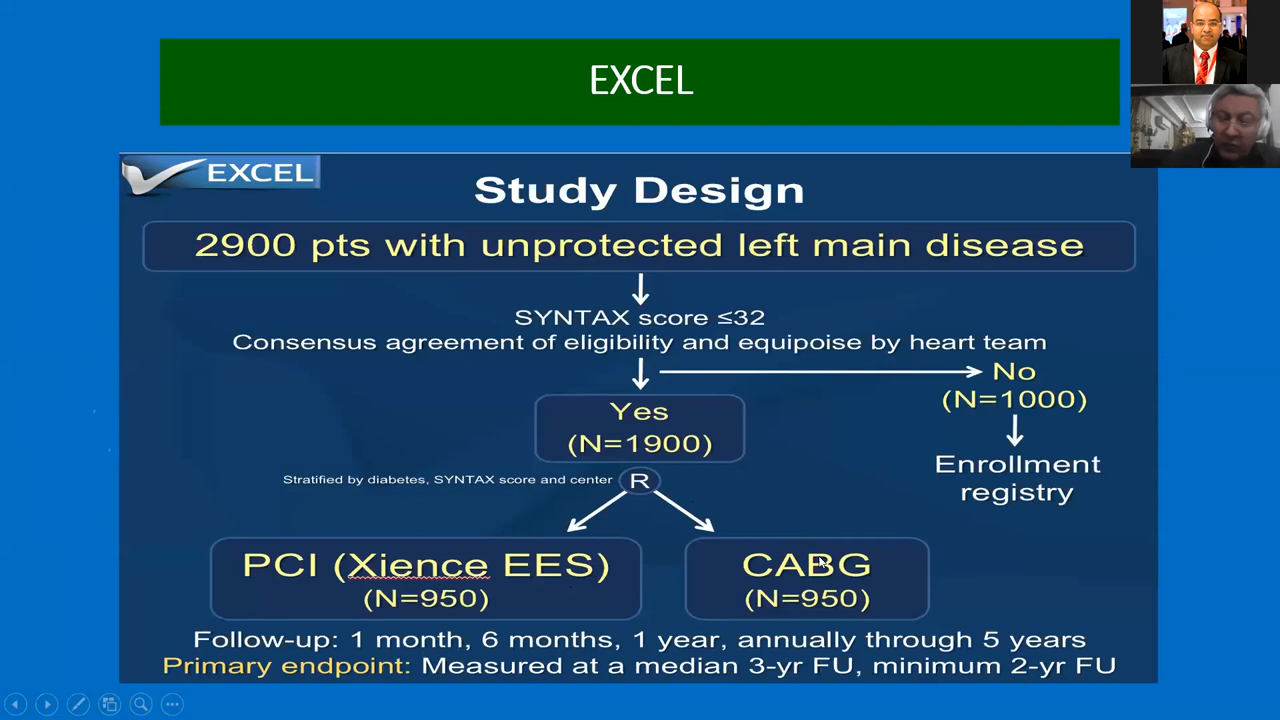 EXCEL
EXCEL
Study Design
2900 pts with unprotected left main disease
SYNTAX score ≤32
Consensus agreement of eligibility and equipoise by heart team
No
(N=1000)
Yes
(N=1900)
Enrollment
registry
Stratified by diabetes, SYNTAX score and center
R
PCI (Xience EES)
(N=950)
CABG
(N=950)
Follow-up: 1 month, 6 months, 1 year, annually through 5 years
Primary endpoint: Measured at a median 3-yr FU, minimum 2-yr FU